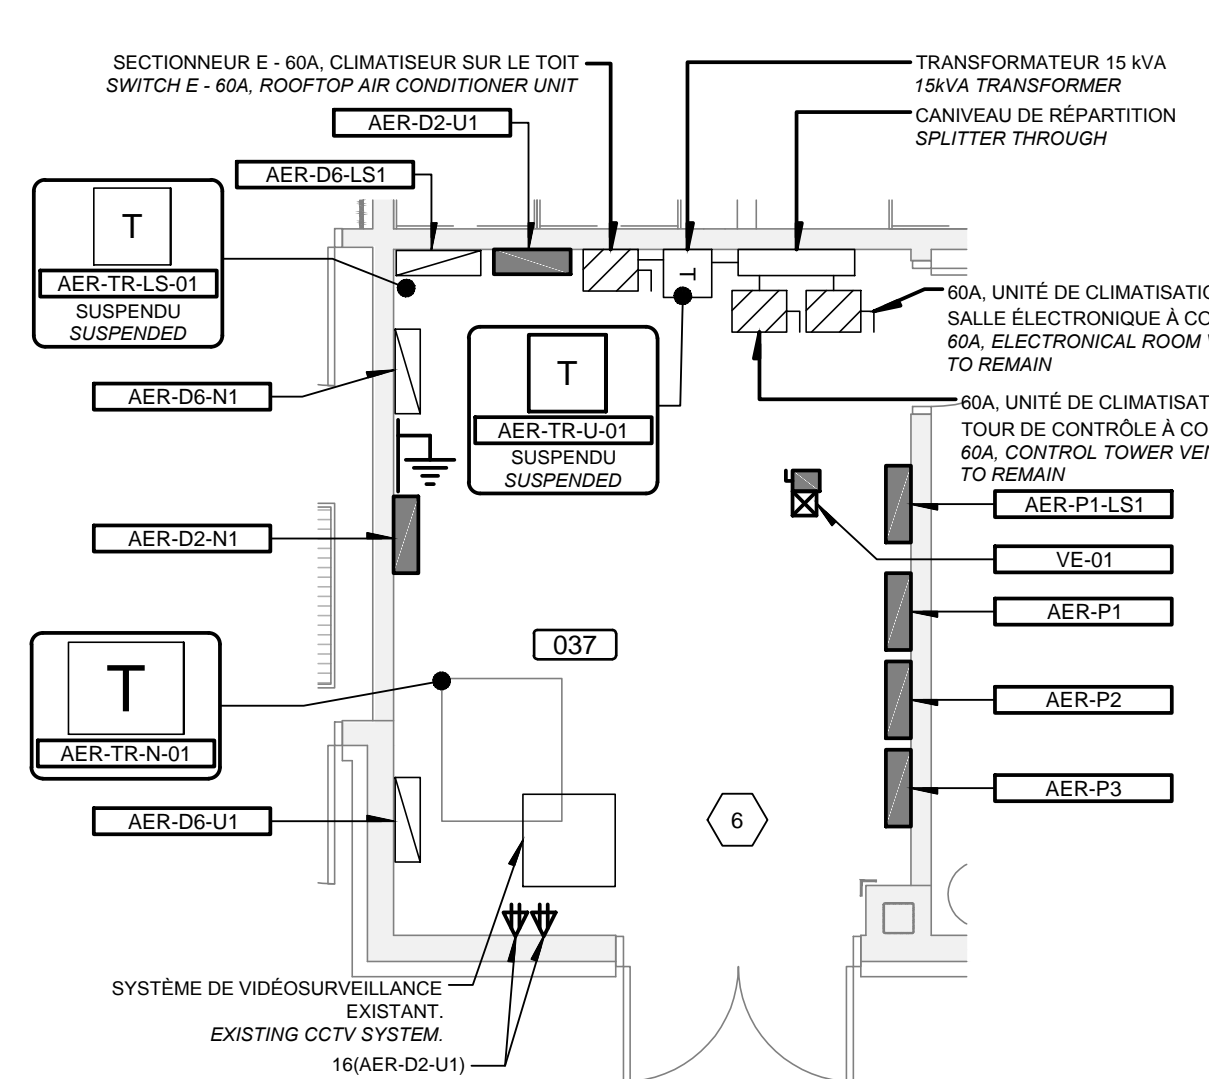 SECTIONNEUR E - 60A, CLIMATISEUR SUR LE TOIT
SWITCH E - 60A, ROOFTOP AIR CONDITIONER UNIT
TRANSFORMATEUR 15 kVA
15kVA TRANSFORMER
CANIVEAU DE RÉPARTITION
SPLITTER THROUGH
AER-D2-U1
AER-D6-LS1
T
AER-TR-LS-01
SUSPENDU
SUSPENDED
T
60A, UNITÉ DE
SALLE ÉLECTRONIQUE À
60A, ELECTRONICAL ROOM
TO REMAIN
T
AER-TR-U-01
SUSPENDU
SUSPENDED
AER-D6-N1
60A, UNITÉ DE
TOUR DE CONTRÔLE À
60A, CONTROL TOWER
TO REMAIN
AER-P1-LS1
AER-D2-N1
VE-01
AER-P1
037
T
AER-TR-N-01
AER-P2
AER-P3
AER-D6-U1
6
SYSTÈME DE VIDÉOSURVEILLANCE
EXISTANT.
EXISTING CCTV SYSTEM.
16(AER-D2-U1)